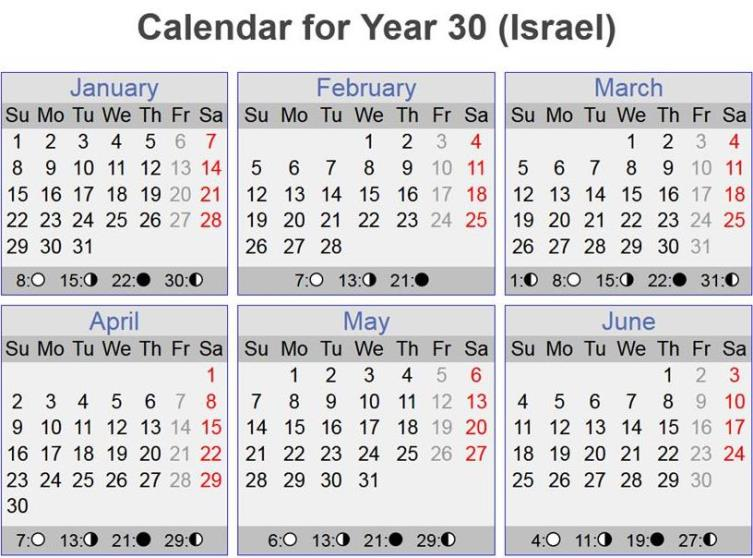 Calendar for Year 30 (Israel)
January
Su Mo Tu We Th Fr Sa
1 2 3 4 5 6 7
8 9 10 11 12 13 14
15 16 17 18 19 20 21
22 23 24 25 26 27 28
29 30 31
8:○ 15:◑ 22:● 30:◐
February
Su Mo Tu We Th Fr Sa
1 2 3 4
5 6 7 8 9 10 11
12 13 14 15 16 17 18
19 20 21 22 23 24 25
26 27 28
7:○ 13:◑ 21:●
March
Su Mo Tu We Th Fr Sa
1 2 3 4
5 6 7 8 9 10 11
12 13 14 15 16 17 18
19 20 21 22 23 24 25
26 27 28 29 30 31
1:◐ 8:○ 15:◑ 22:● 31:◐
April
Su Mo Tu We Th Fr Sa
1
2 3 4 5 6 7 8
9 10 11 12 13 14 15
16 17 18 19 20 21 22
23 24 25 26 27 28 29
30
7:○ 13:◑ 21:● 29:◐
May
Su Mo Tu We Th Fr Sa
1 2 3 4 5 6
7 8 9 10 11 12 13
14 15 16 17 18 19 20
21 22 23 24 25 26 27
28 29 30 31
6:○ 13:◑ 21:● 29:◐
June
Su Mo Tu We Th Fr Sa
1 2 3
4 5 6 7 8 9 10
11 12 13 14 15 16 17
18 19 20 21 22 23 24
25 26 27 28 29 30
4:○ 11:◑ 19:● 27:◐